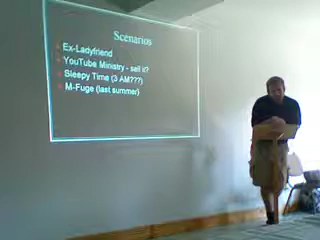 Scenarios
Ex-Ladyfriend
YouTube Ministry - sell it?
Sleepy Time (3 AM???)
M-Fuge (last summer)